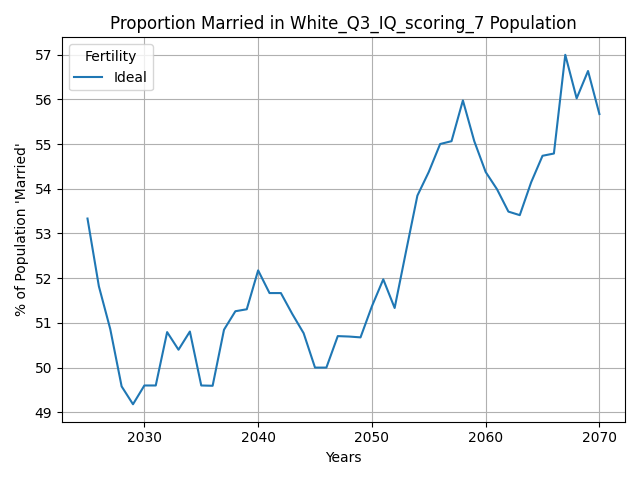 Proportion Married in White_Q3_IQ_scoring_7 Population
Fertility
Ideal
% of Population 'Married'
57
56
55
54
53
52
51
50
49
2030 2040 2050 2060 2070
Years